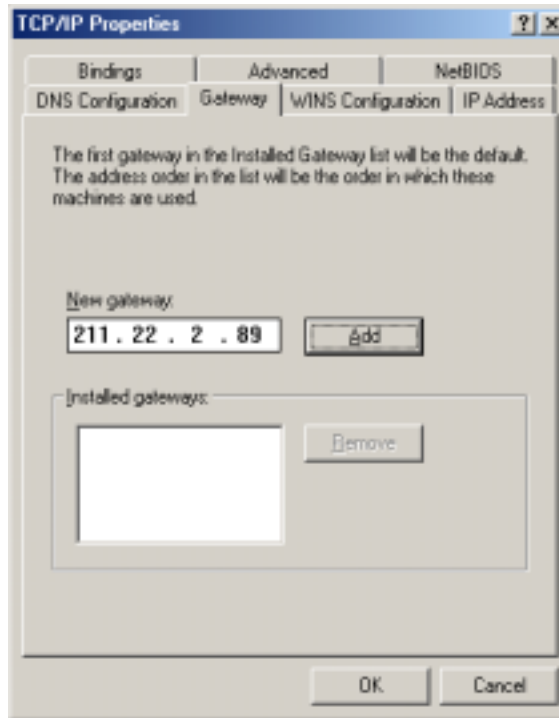 TCP/IP Properties
Bindings Advanced NetBIOS
DNS Configuration Gateway WINS Configuration IP Address
The first gateway in the Installed Gateway list will be the default.
The address order in the list will be the order in which these
machines are used.
New gateway:
211 . 22 . 2 . 89 Add
Installed gateways:
Remove
OK Cancel